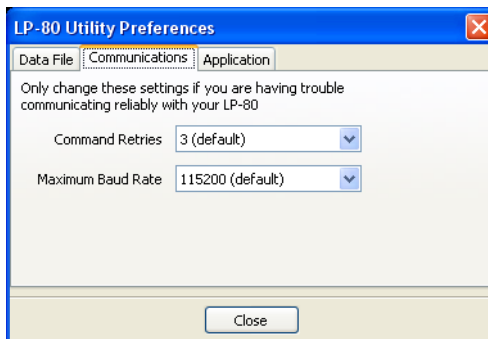 LP-80 Utility Preferences
Data File Communications Application
Only change these settings if you are having trouble
communicating reliably with your LP-80
Command Retries 3 (default)
Maximum Baud Rate 115200 (default)
Close